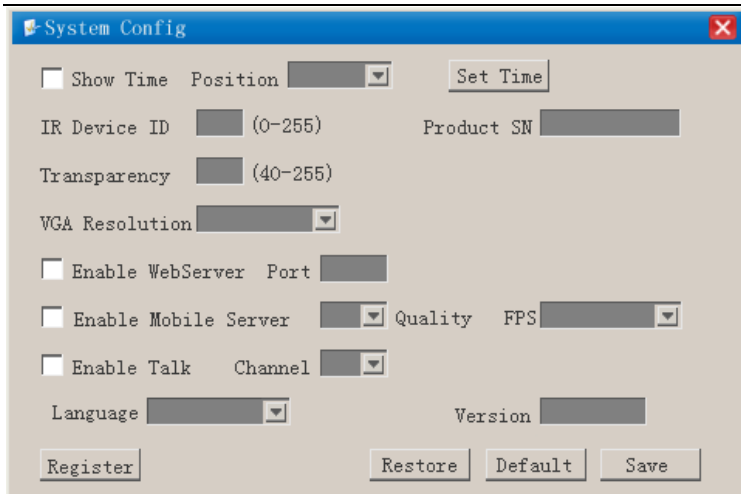 System Config
Show Time Position Set Time
IR Device ID (0-255) Product SN
Transparency (40-255)
VGA Resolution
Enable WebServer Port
Enable Mobile Server Quality FPS
Enable Talk Channel
Language Version
Register Restore Default Save